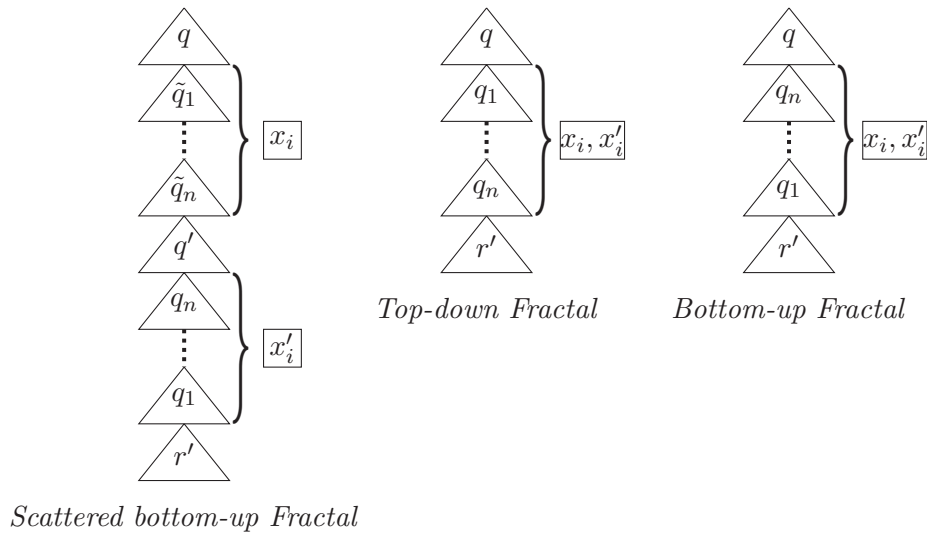 q
q̃₁
q̃ₙ
xᵢ
q′
qₙ
q₁
x′ᵢ
r′
Scattered bottom-up Fractal
q
q₁
qₙ
xᵢ, x′ᵢ
r′
Top-down Fractal
q
qₙ
q₁
xᵢ, x′ᵢ
r′
Bottom-up Fractal